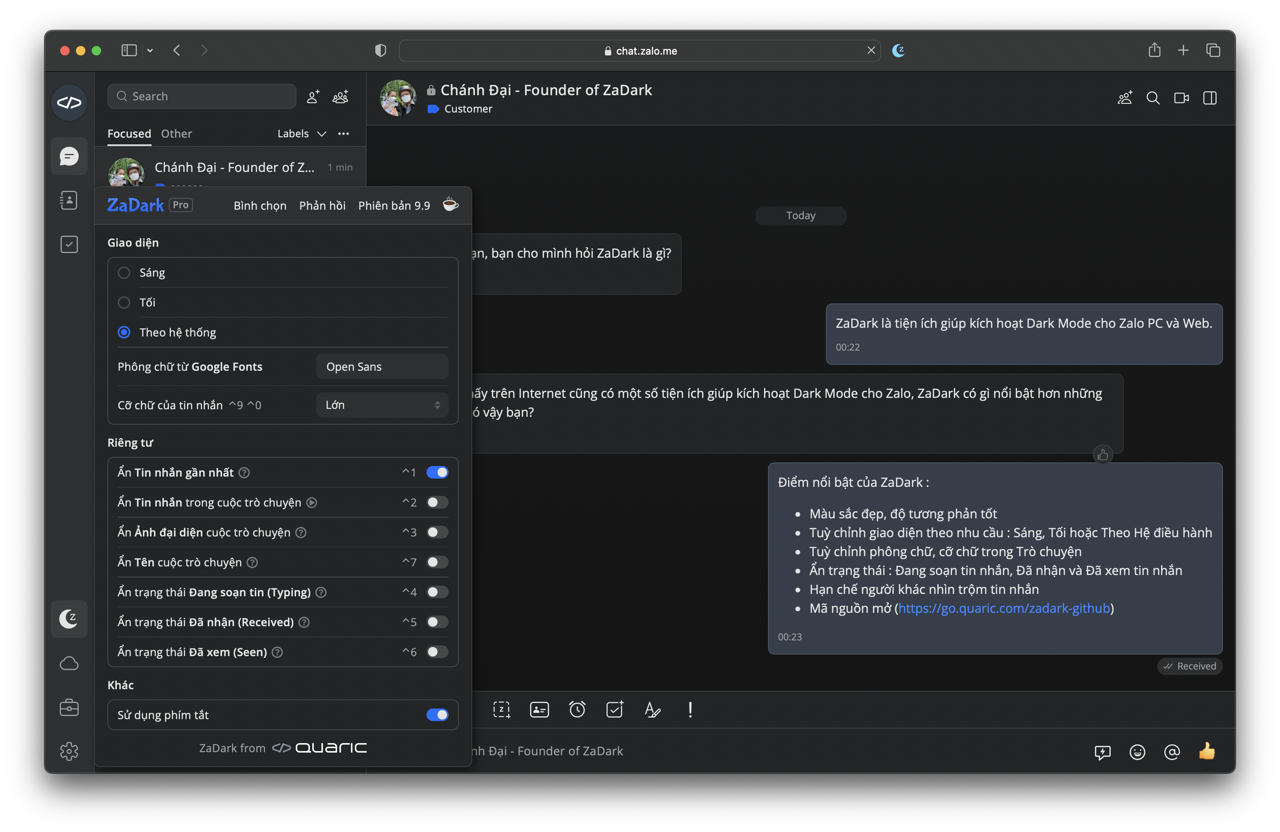 chat.zalo.me
Search
Chánh Đại - Founder of ZaDark
Customer
Focused Other Labels
Chánh Đại - Founder of Z... 1 min
ZaDark Pro Bình chọn Phản hồi Phiên bản 9.9
Giao diện
Sáng
Tối
Theo hệ thống
Phông chữ từ Google Fonts Open Sans
Cỡ chữ của tin nhắn ^9 ^0 Lớn
Riêng tư
Ẩn Tin nhắn gần nhất ^1
Ẩn Tin nhắn trong cuộc trò chuyện ^2
Ẩn Ảnh đại diện cuộc trò chuyện ^3
Ẩn Tên cuộc trò chuyện ^7
Ẩn trạng thái Đang soạn tin (Typing) ^4
Ẩn trạng thái Đã nhận (Received) ^5
Ẩn trạng thái Đã xem (Seen) ^6
Khác
Sử dụng phím tắt
ZaDark from QUARIC
Today
bạn cho mình hỏi ZaDark là gì?
ZaDark là tiện ích giúp kích hoạt Dark Mode cho Zalo PC và Web.
00:22
trên Internet cũng có một số tiện ích giúp kích hoạt Dark Mode cho Zalo, ZaDark có gì nổi bật hơn những
vậy bạn?
Điểm nổi bật của ZaDark :
• Màu sắc đẹp, độ tương phản tốt
• Tuỳ chỉnh giao diện theo nhu cầu : Sáng, Tối hoặc Theo Hệ điều hành
• Tuỳ chỉnh phông chữ, cỡ chữ trong Trò chuyện
• Ẩn trạng thái : Đang soạn tin nhắn, Đã nhận và Đã xem tin nhắn
• Hạn chế người khác nhìn trộm tin nhắn
• Mã nguồn mở (https://go.quaric.com/zadark-github)
00:23
Received
Đại - Founder of ZaDark